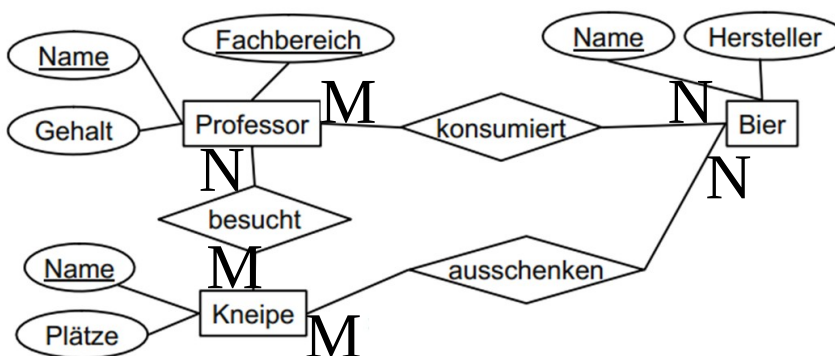 Fachbereich
Name
Name
Hersteller
Gehalt
Professor
M
konsumiert
N
Bier
N
N
besucht
Name
M
ausschenken
Kneipe
Plätze
M